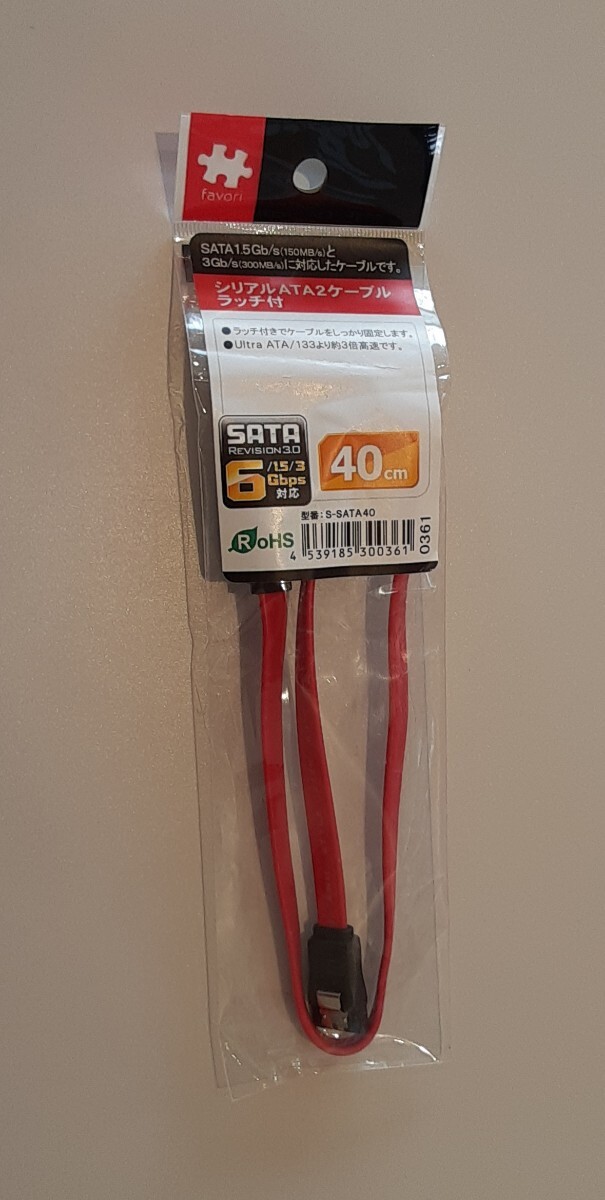 favori
SATA1.5Gb/s(150MB/s)と
3Gb/s(300MB/s)に対応したケーブルです。
シリアルATA2ケーブル
ラッチ付
●ラッチ付きでケーブルをしっかり固定します。
●Ultra ATA/133より約3倍高速です。
SATA
REVISION3.0
6/1.5/3
Gbps
対応
40cm
型番:S-SATA40
RoHS
4 539185 300361
0361